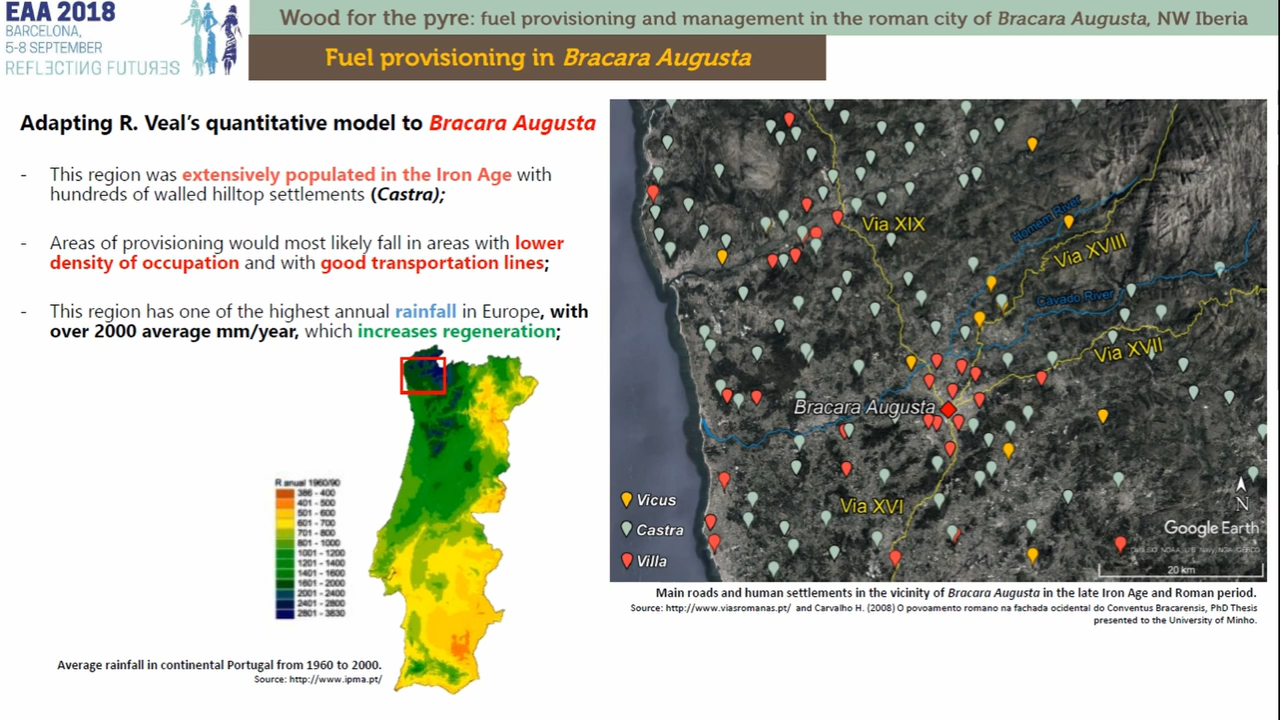 EAA 2018
BARCELONA,
5-8 SEPTEMBER
REFLECTING FUTURES
Wood for the pyre: fuel provisioning and management in the roman city of Bracara Augusta, NW Iberia
Fuel provisioning in Bracara Augusta
Adapting R. Veal's quantitative model to Bracara Augusta
- This region was extensively populated in the Iron Age with
hundreds of walled hilltop settlements (Castra);
- Areas of provisioning would most likely fall in areas with lower
density of occupation and with good transportation lines;
- This region has one of the highest annual rainfall in Europe, with
over 2000 average mm/year, which increases regeneration;
R anual 1960/90
386 - 400
401 - 500
501 - 600
601 - 700
701 - 800
801 - 1000
1001 - 1200
1201 - 1400
1401 - 1600
1601 - 2000
2001 - 2400
2401 - 2800
2801 - 3830
Average rainfall in continental Portugal from 1960 to 2000.
Source: http://www.ipma.pt/
Via XIX
Homem River
Via XVIII
Cavado River
Via XVII
Bracara Augusta
Via XVI
Vicus
Castra
Villa
N
Google Earth
20 km
Main roads and human settlements in the vicinity of Bracara Augusta in the late Iron Age and Roman period.
Source: http://www.viasromanas.pt/ and Carvalho H. (2008) O povoamento romano na fachada ocidental do Conventus Bracarensis, PhD Thesis
presented to the University of Minho.